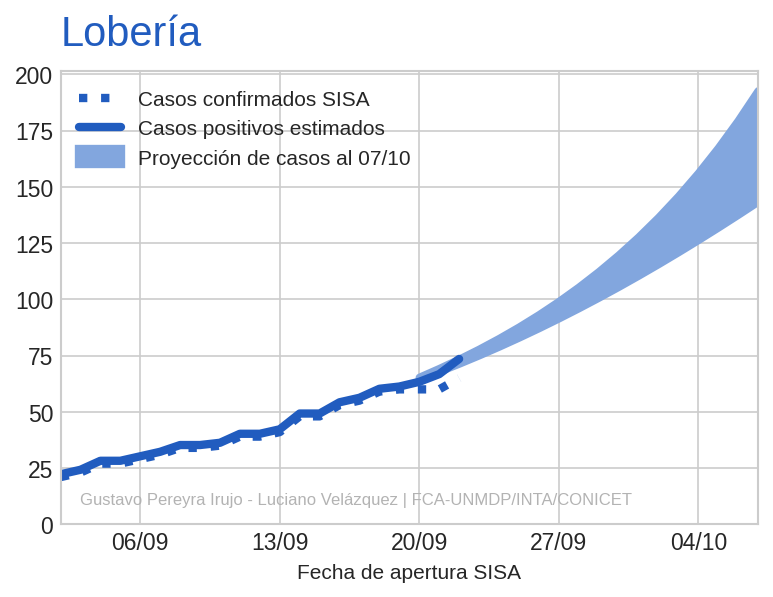 Lobería
200
175
150
125
100
75
50
25
0
Casos confirmados SISA
Casos positivos estimados
Proyección de casos al 07/10
Gustavo Pereyra Irujo - Luciano Velázquez | FCA-UNMDP/INTA/CONICET
06/09 13/09 20/09 27/09 04/10
Fecha de apertura SISA